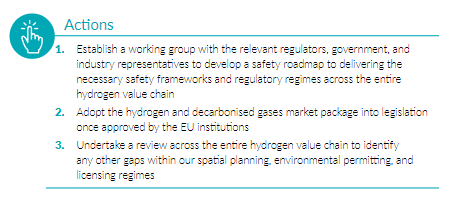 Actions
1. Establish a working group with the relevant regulators, government, and
industry representatives to develop a safety roadmap to delivering the
necessary safety frameworks and regulatory regimes across the entire
hydrogen value chain
2. Adopt the hydrogen and decarbonised gases market package into legislation
once approved by the EU institutions
3. Undertake a review across the entire hydrogen value chain to identify
any other gaps within our spatial planning, environmental permitting, and
licensing regimes